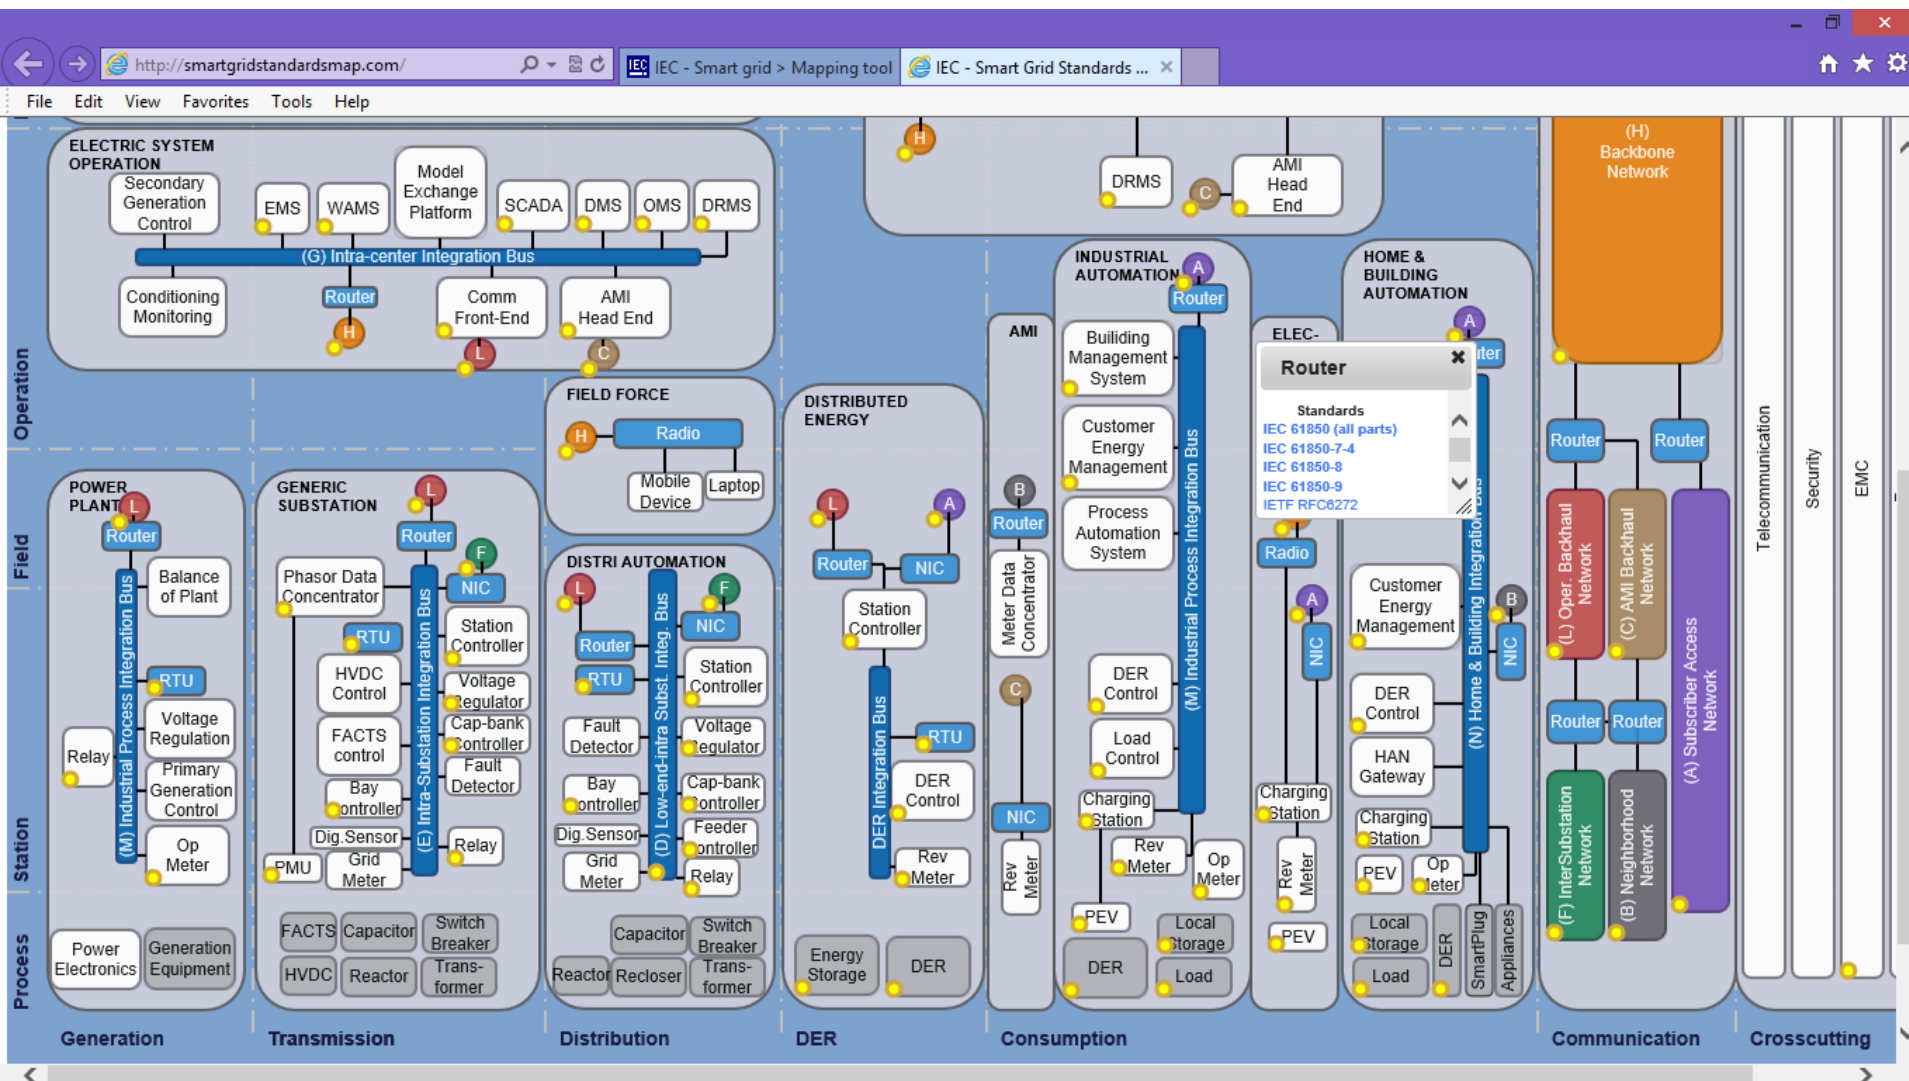 http://smartgridstandardsmap.com/
IEC
IEC - Smart grid > Mapping tool
IEC - Smart Grid Standards ...
File Edit View Favorites Tools Help
ELECTRIC SYSTEM
OPERATION
Secondary
Generation
Control
EMS
WAMS
Model
Exchange
Platform
SCADA
DMS
OMS
DRMS
(G) Intra-center Integration Bus
Conditioning
Monitoring
Router
H
Comm
Front-End
L
AMI
Head End
C
H
DRMS
C
AMI
Head
End
(H)
Backbone
Network
FIELD FORCE
H
Radio
Mobile
Device
Laptop
POWER
PLANT
L
Router
(M) Industrial Process Integration Bus
Balance
of Plant
RTU
Voltage
Regulation
Relay
Primary
Generation
Control
Op
Meter
Power
Electronics
Generation
Equipment
GENERIC
SUBSTATION
L
Router
F
NIC
Phasor Data
Concentrator
(E) Intra-Substation Integration Bus
RTU
Station
Controller
HVDC
Control
Voltage
Regulator
FACTS
control
Cap-bank
Controller
Fault
Detector
Bay
Controller
Dig.Sensor
Relay
PMU
Grid
Meter
FACTS
Capacitor
Switch
Breaker
HVDC
Reactor
Trans-
former
DISTRI AUTOMATION
L
F
NIC
Router
RTU
(D) Low-end-intra Subst. Integ. Bus
Station
Controller
Fault
Detector
Voltage
Regulator
Bay
Controller
Cap-bank
Controller
Dig.Sensor
Feeder
Controller
Grid
Meter
Relay
Capacitor
Switch
Breaker
Reactor
Recloser
Trans-
former
DISTRIBUTED
ENERGY
L
A
Router
NIC
Station
Controller
DER Integration Bus
RTU
DER
Control
Rev
Meter
Energy
Storage
DER
AMI
B
Router
Meter Data
Concentrator
C
NIC
Rev
Meter
INDUSTRIAL
AUTOMATION
A
Router
Builiding
Management
System
Customer
Energy
Management
Process
Automation
System
(M) Industrial Process Integration Bus
DER
Control
Load
Control
Charging
Station
Rev
Meter
Op
Meter
PEV
Local
Storage
DER
Load
ELEC-
Router
Standards
IEC 61850 (all parts)
IEC 61850-7-4
IEC 61850-8
IEC 61850-9
IETF RFC6272
Radio
A
NIC
Charging
Station
Rev
Meter
PEV
HOME &
BUILDING
AUTOMATION
A
uter
(N) Home & Building Integration Bus
Customer
Energy
Management
B
NIC
DER
Control
HAN
Gateway
Charging
Station
PEV
Op
Meter
Local
Storage
DER
SmartPlug
Appliances
Load
Router
Router
(L) Oper. Backhaul
Network
(C) AMI Backhaul
Network
(A) Subscriber Access
Network
Router
Router
(F) InterSubstation
Network
(B) Neighborhood
Network
Telecommunication
Security
EMC
Operation
Field
Station
Process
Generation
Transmission
Distribution
DER
Consumption
Communication
Crosscutting